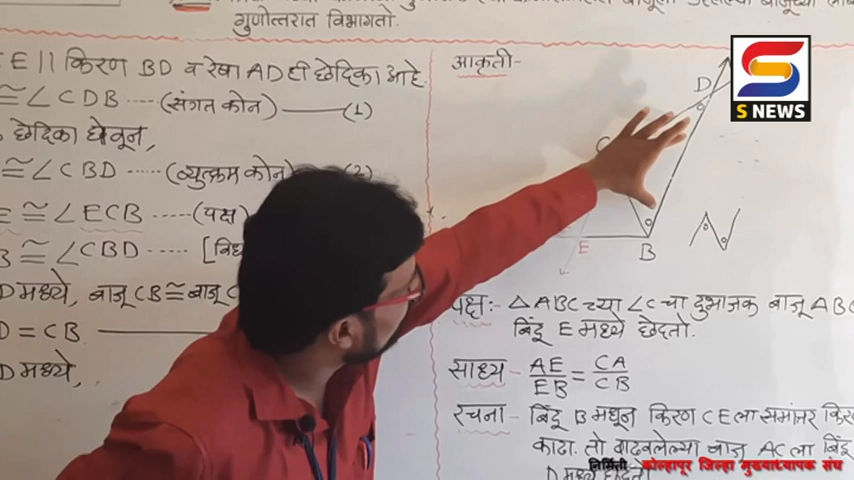 गुणोत्तरात विभागतो.
E || किरण BD व रेषा AD ही छेदिका आहे.
≅ ∠CDB ----- (संगत कोन) ——— (1)
छेदिका घेवून,
≅ ∠CBD ----- (व्युत्क्रम कोन) (2)
≅ ∠ECB ----- (पक्ष)
≅ ∠CBD -----
D मध्ये, बाजू CB ≅ बाजू C
D = CB
D मध्ये,
आकृती-
D
C
E
B
पक्ष:- △ABC च्या ∠C चा दुभाजक बाजू AB
बिंदू E मध्ये छेदतो.
साध्य - AE/EB = CA/CB
रचना - बिंदू B मधून किरण CE ला समांतर
काढा. तो वाढवलेल्या बाजू AC ला बिंदू
D मध्ये छेदतो
S NEWS
निर्मिती कोल्हापूर जिल्हा मुख्याध्यापक संघ